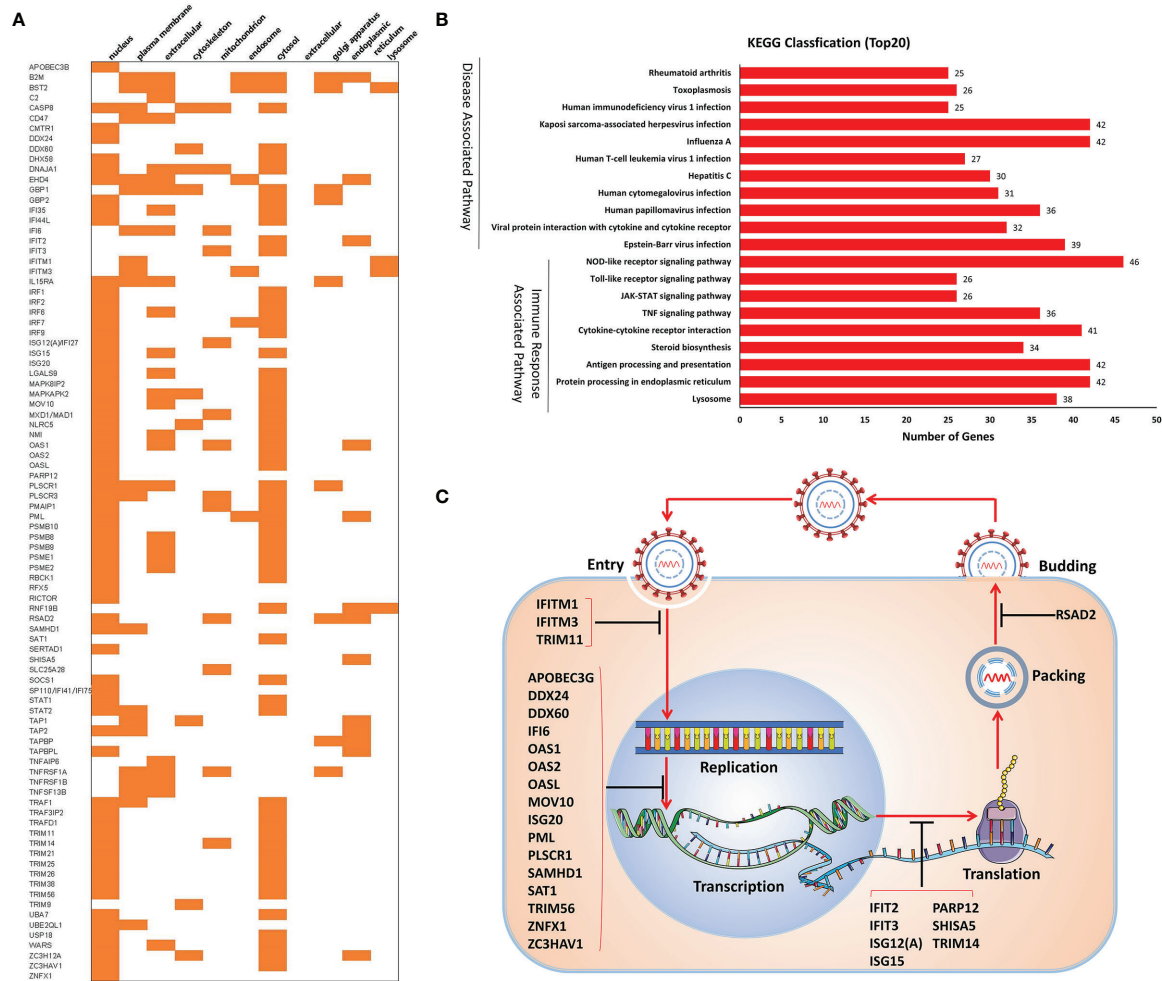 A
nucleus
plasma membrane
extracellular
cytoskeleton
mitochondrion
endosome
cytosol
extracellular
golgi apparatus
endoplasmic
reticulum
lysosome
APOBEC3B
B2M
BST2
C2
CASP8
CD47
CMTR1
DDX24
DDX60
DHX58
DNAJA1
EHD4
GBP1
GBP2
IFI35
IFI44L
IFI6
IFIT2
IFIT3
IFITM1
IFITM3
IL15RA
IRF1
IRF2
IRF6
IRF7
IRF9
ISG12(A)/IFI27
ISG15
ISG20
LGALS9
MAPK8IP2
MAPKAPK2
MOV10
MXD1/MAD1
NLRC5
NMI
OAS1
OAS2
OASL
PARP12
PLSCR1
PLSCR3
PMAIP1
PML
PSMB10
PSMB8
PSMB9
PSME1
PSME2
RBCK1
RFX5
RICTOR
RNF19B
RSAD2
SAMHD1
SAT1
SERTAD1
SHISA5
SLC25A28
SOCS1
SP110/IFI41/IFI75
STAT1
STAT2
TAP1
TAP2
TAPBP
TAPBPL
TNFAIP6
TNFRSF1A
TNFRSF1B
TNFSF13B
TRAF1
TRAF3IP2
TRAFD1
TRIM11
TRIM14
TRIM21
TRIM25
TRIM26
TRIM38
TRIM56
TRIM9
UBA7
UBE2QL1
USP18
WARS
ZC3H12A
ZC3HAV1
ZNFX1
B
KEGG Classfication (Top20)
Disease Associated Pathway
Immune Response
Associated Pathway
Rheumatoid arthritis 25
Toxoplasmosis 26
Human immunodeficiency virus 1 infection 25
Kaposi sarcoma-associated herpesvirus infection 42
Influenza A 42
Human T-cell leukemia virus 1 infection 27
Hepatitis C 30
Human cytomegalovirus infection 31
Human papillomavirus infection 36
Viral protein interaction with cytokine and cytokine receptor 32
Epstein-Barr virus infection 39
NOD-like receptor signaling pathway 46
Toll-like receptor signaling pathway 26
JAK-STAT signaling pathway 26
TNF signaling pathway 36
Cytokine-cytokine receptor interaction 41
Steroid biosynthesis 34
Antigen processing and presentation 42
Protein processing in endoplasmic reticulum 42
Lysosome 38
0 5 10 15 20 25 30 35 40 45 50
Number of Genes
C
Entry
Budding
IFITM1
IFITM3
TRIM11
RSAD2
Packing
APOBEC3G
DDX24
DDX60
IFI6
OAS1
OAS2
OASL
MOV10
ISG20
PML
PLSCR1
SAMHD1
SAT1
TRIM56
ZNFX1
ZC3HAV1
Replication
Transcription
Translation
IFIT2
IFIT3
ISG12(A)
ISG15
PARP12
SHISA5
TRIM14